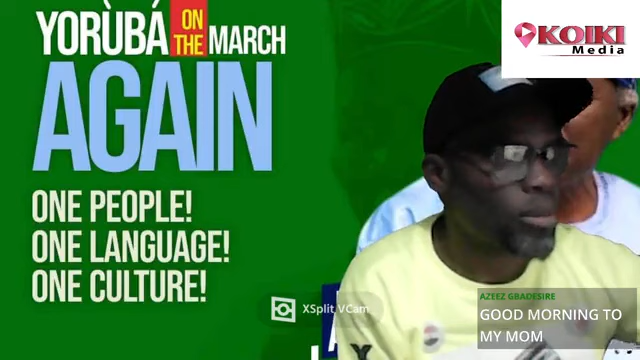 YORÙBÁ ON THE MARCH
AGAIN
ONE PEOPLE!
ONE LANGUAGE!
ONE CULTURE!
KOIKI
Media
XSplit VCam
AZEEZ GBADESIRE
GOOD MORNING TO
MY MOM